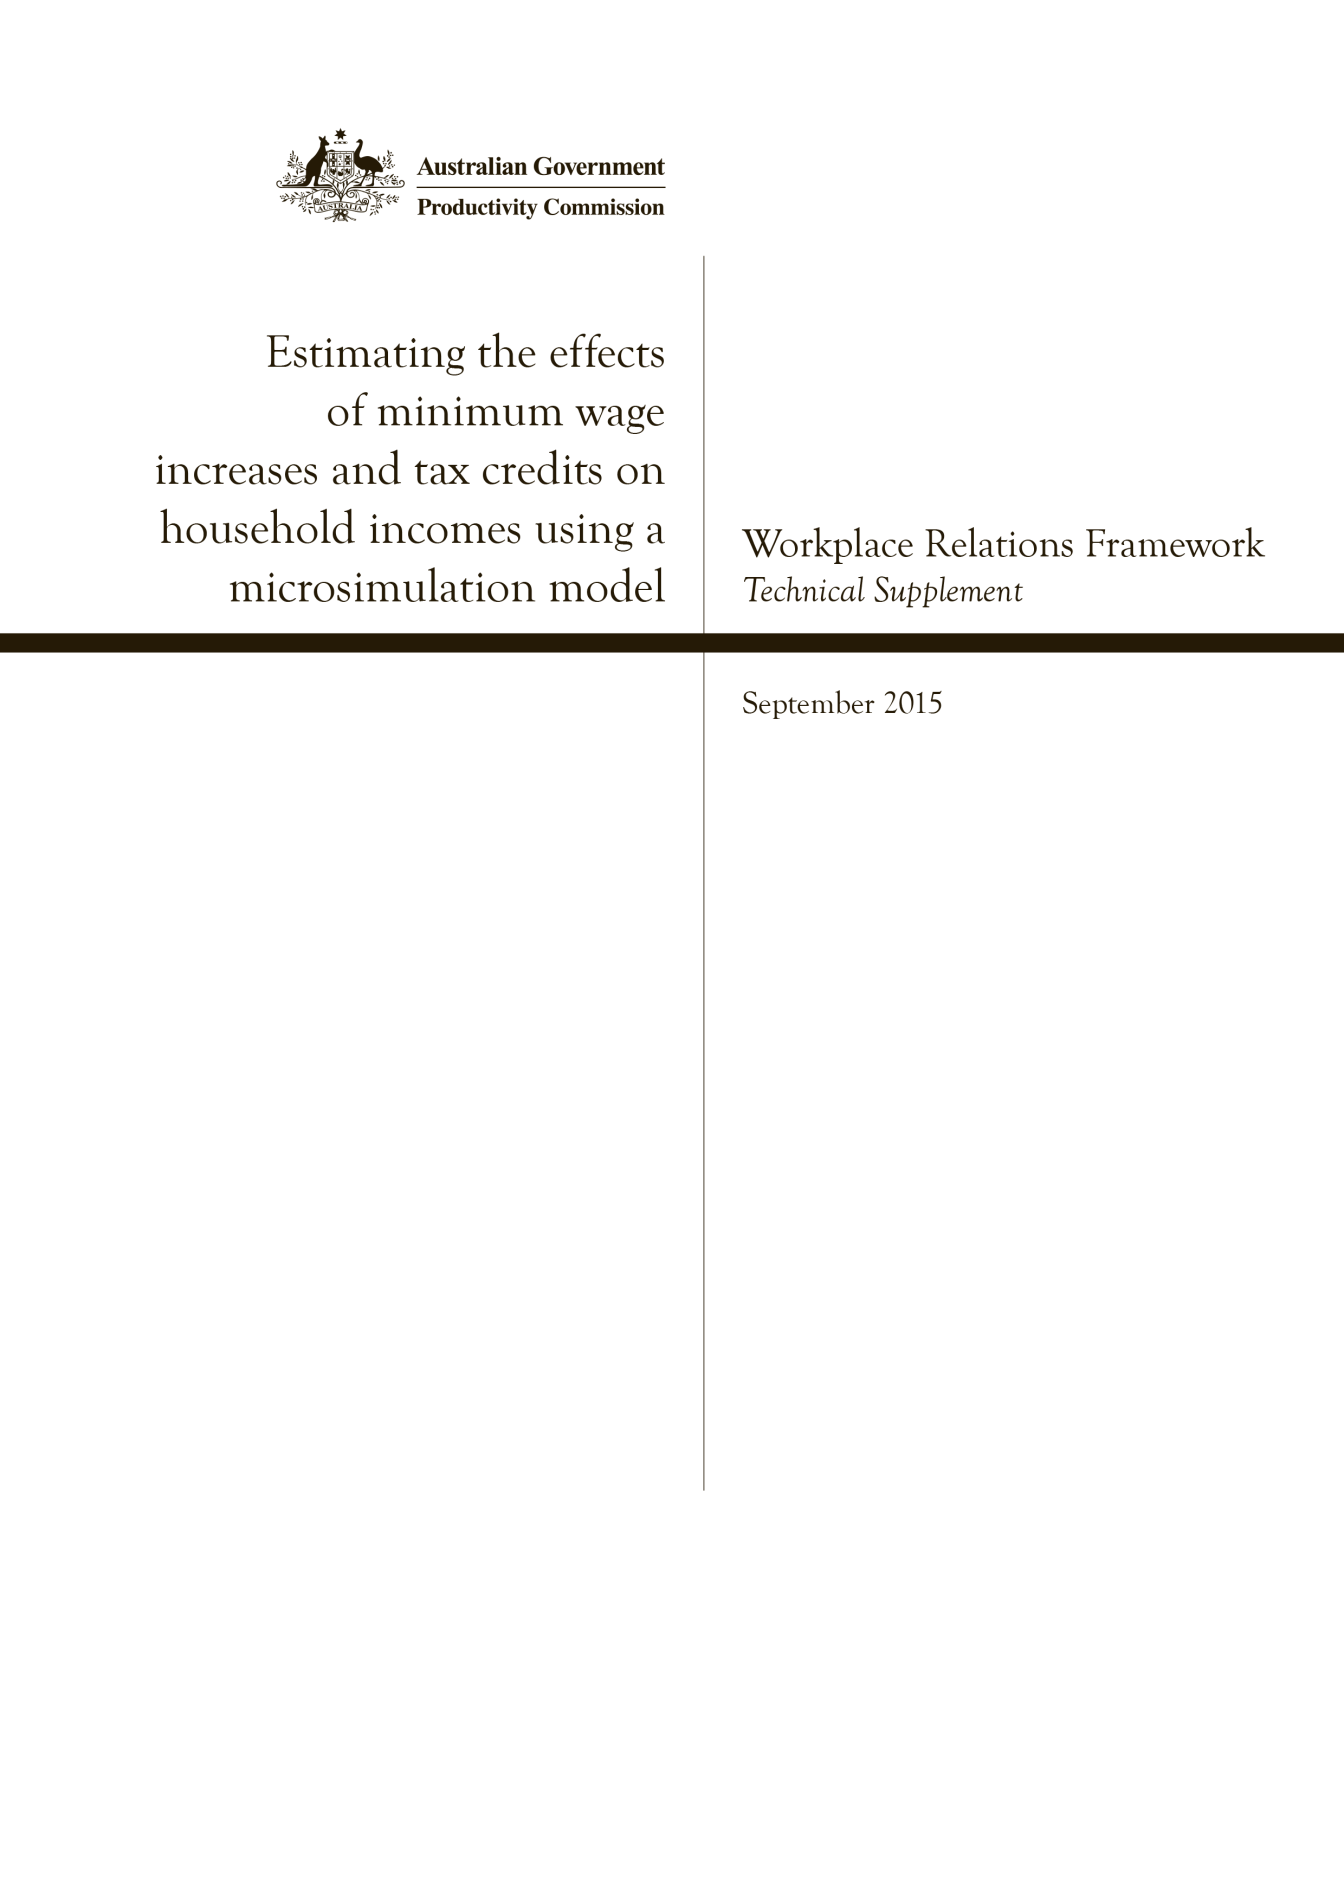 AUSTRALIA
Australian Government
Productivity Commission
Estimating the effects
of minimum wage
increases and tax credits on
household incomes using a
microsimulation model
Workplace Relations Framework
Technical Supplement
September 2015